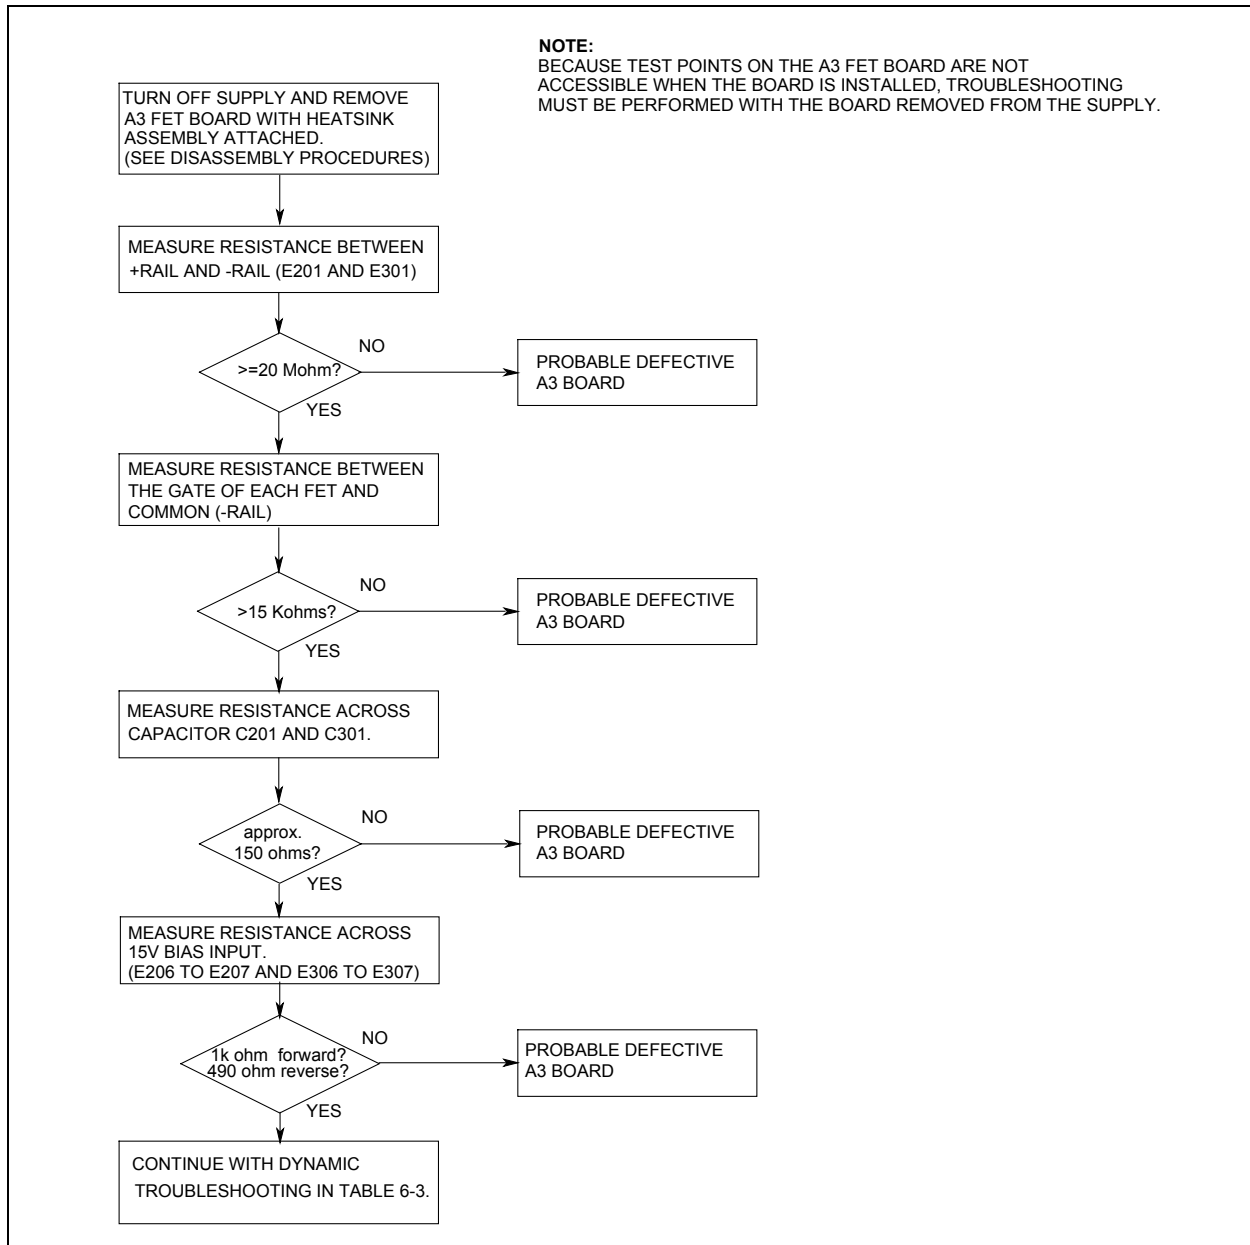 NOTE:
BECAUSE TEST POINTS ON THE A3 FET BOARD ARE NOT
ACCESSIBLE WHEN THE BOARD IS INSTALLED, TROUBLESHOOTING
MUST BE PERFORMED WITH THE BOARD REMOVED FROM THE SUPPLY.
TURN OFF SUPPLY AND REMOVE
A3 FET BOARD WITH HEATSINK
ASSEMBLY ATTACHED.
(SEE DISASSEMBLY PROCEDURES)
MEASURE RESISTANCE BETWEEN
+RAIL AND -RAIL (E201 AND E301)
>=20 Mohm?
NO
PROBABLE DEFECTIVE
A3 BOARD
YES
MEASURE RESISTANCE BETWEEN
THE GATE OF EACH FET AND
COMMON (-RAIL)
>15 Kohms?
NO
PROBABLE DEFECTIVE
A3 BOARD
YES
MEASURE RESISTANCE ACROSS
CAPACITOR C201 AND C301.
approx.
150 ohms?
NO
PROBABLE DEFECTIVE
A3 BOARD
YES
MEASURE RESISTANCE ACROSS
15V BIAS INPUT.
(E206 TO E207 AND E306 TO E307)
1k ohm forward?
490 ohm reverse?
NO
PROBABLE DEFECTIVE
A3 BOARD
YES
CONTINUE WITH DYNAMIC
TROUBLESHOOTING IN TABLE 6-3.